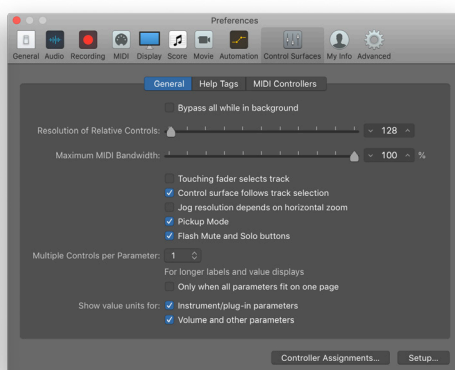 Preferences
General Audio Recording MIDI Display Score Movie Automation Control Surfaces My Info Advanced
General Help Tags MIDI Controllers
Bypass all while in background
Resolution of Relative Controls: 128
Maximum MIDI Bandwidth: 100 %
Touching fader selects track
Control surface follows track selection
Jog resolution depends on horizontal zoom
Pickup Mode
Flash Mute and Solo buttons
Multiple Controls per Parameter: 1
For longer labels and value displays
Only when all parameters fit on one page
Show value units for: Instrument/plug-in parameters
Volume and other parameters
Controller Assignments... Setup...